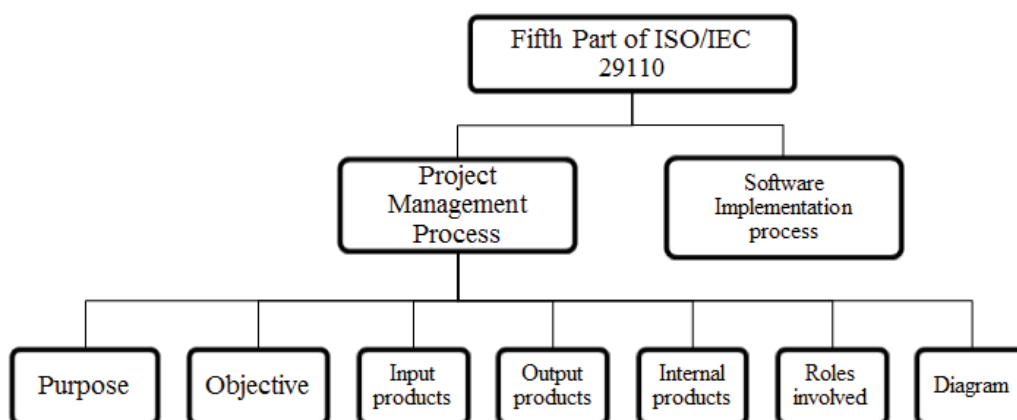 Fifth Part of ISO/IEC
29110
Project
Management
Process
Software
Implementation
process
Purpose
Objective
Input
products
Output
products
Internal
products
Roles
involved
Diagram